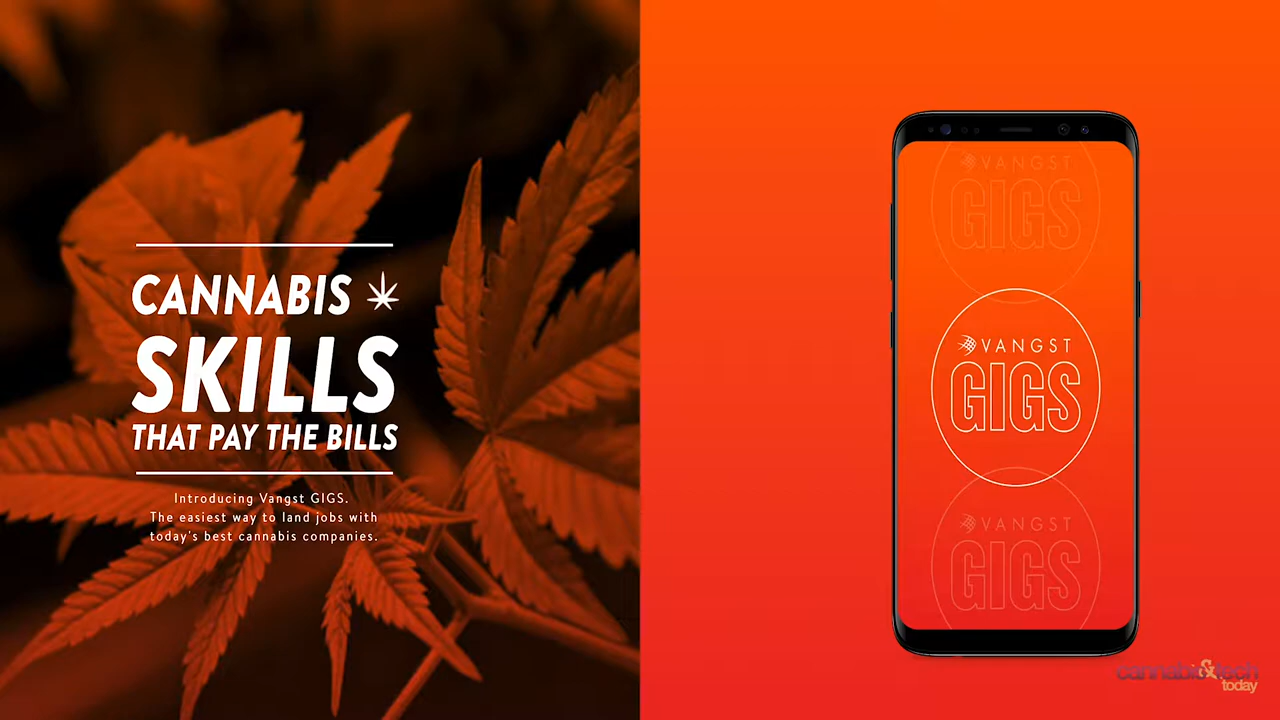 CANNABIS
SKILLS
THAT PAY THE BILLS
Introducing Vangst GIGS.
The easiest way to land jobs with
today's best cannabis companies.
VANGST
GIGS
VANGST
GIGS
VANGST
GIGS
cannabis&tech
today